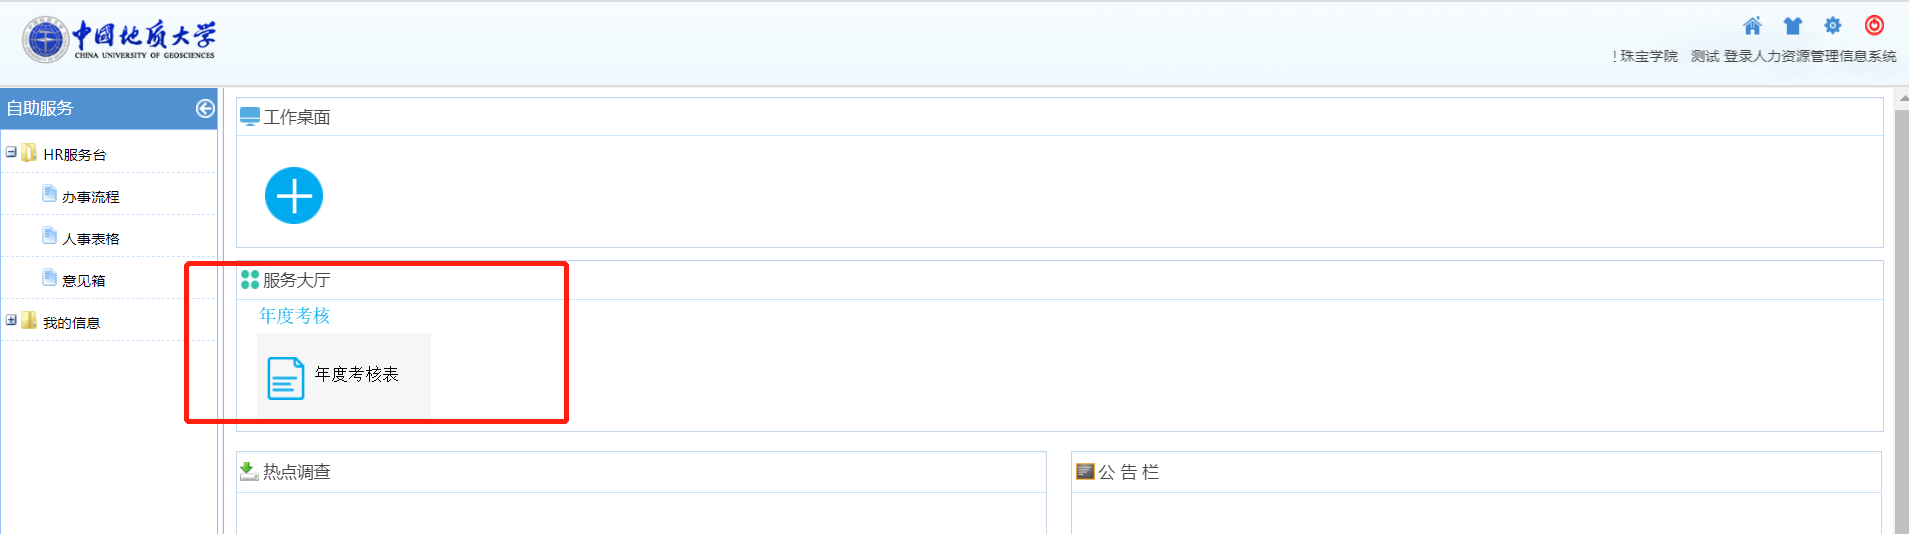 中国地质大学
CHINA UNIVERSITY OF GEOSCIENCES
! 珠宝学院 测试 登录人力资源管理信息系统
自助服务
HR服务台
办事流程
人事表格
意见箱
我的信息
工作桌面
服务大厅
年度考核
年度考核表
热点调查
公 告 栏